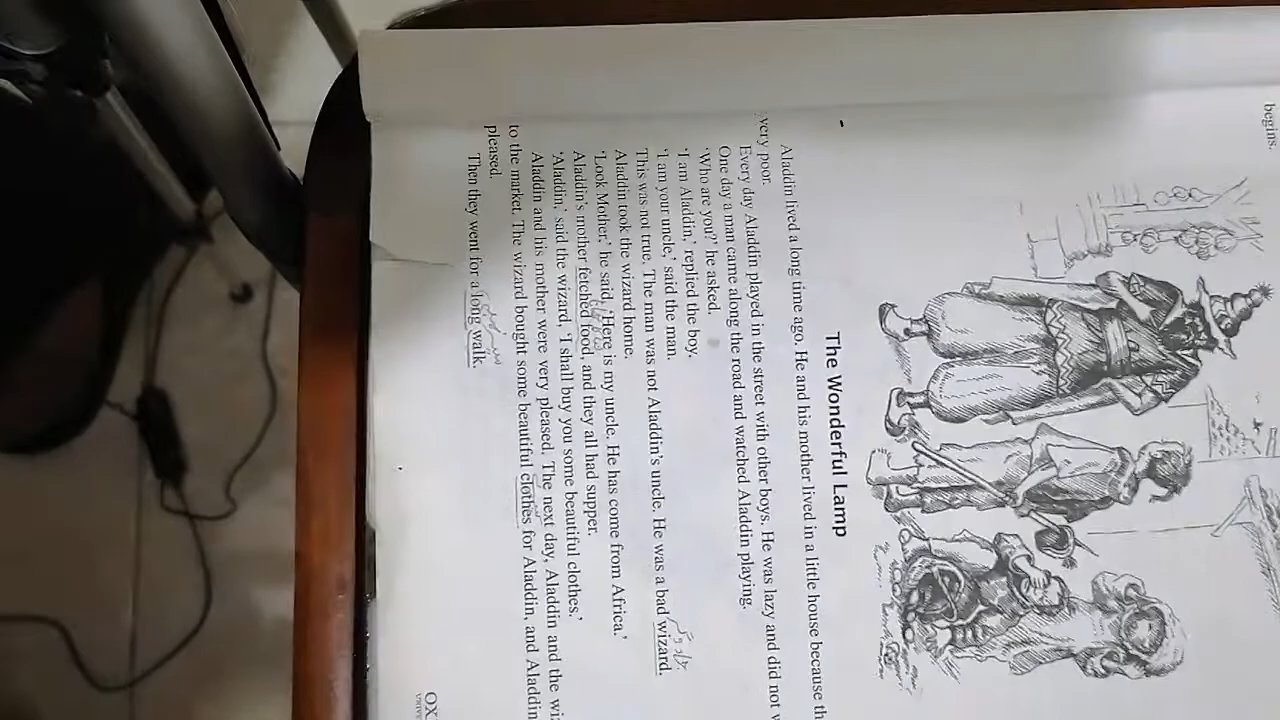 begins.
The Wonderful Lamp
Aladdin lived a long time ago. He and his mother lived in a little house because th
very poor.
Every day Aladdin played in the street with other boys. He was lazy and did not w
One day a man came along the road and watched Aladdin playing.
'Who are you?' he asked.
'I am Aladdin,' replied the boy.
'I am your uncle,' said the man.
This was not true. The man was not Aladdin's uncle. He was a bad wizard.
Aladdin took the wizard home.
'Look Mother,' he said, 'Here is my uncle. He has come from Africa.'
Aladdin's mother fetched food, and they all had supper.
'Aladdin,' said the wizard, 'I shall buy you some beautiful clothes.'
Aladdin and his mother were very pleased. The next day, Aladdin and the wiz
to the market. The wizard bought some beautiful clothes for Aladdin, and Aladdin
pleased.
Then they went for a long walk.
OX